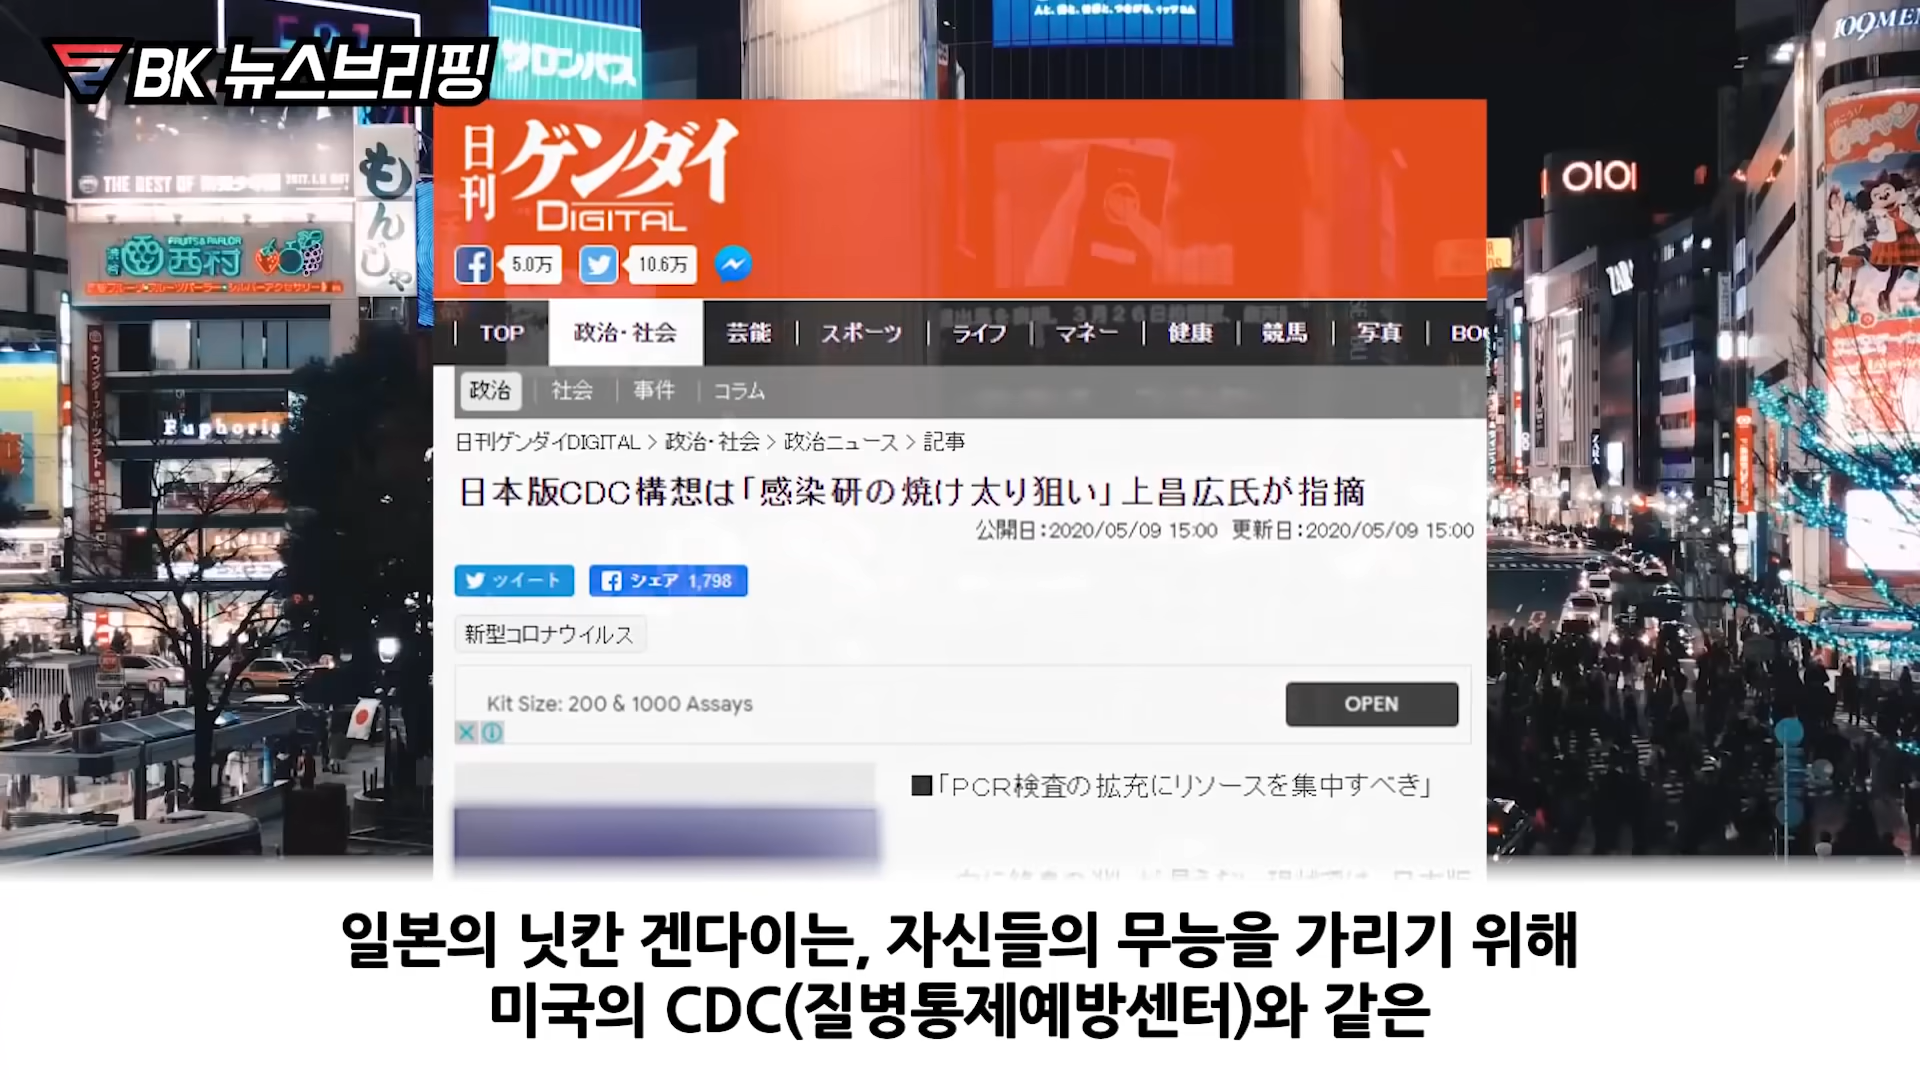 BK 뉴스브리핑
サロンパス
109MEN
THE BEST OF
もんじゃ
FRUITS & PARLOR
西村
OIOI
Euphoria
日刊ゲンダイ
DIGITAL
5.0万 10.6万
TOP 政治・社会 芸能 スポーツ ライフ マネー 健康 競馬 写真
政治 社会 事件 コラム
日刊ゲンダイDIGITAL > 政治・社会 > 政治ニュース > 記事
日本版CDC構想は「感染研の焼け太り狙い」上昌広氏が指摘
公開日：2020/05/09 15:00 更新日：2020/05/09 15:00
ツイート シェア 1,798
新型コロナウイルス
Kit Size: 200 & 1000 Assays
OPEN
■「PCR検査の拡充にリソースを集中すべき」
일본의 닛칸 겐다이는, 자신들의 무능을 가리기 위해
미국의 CDC(질병통제예방센터)와 같은